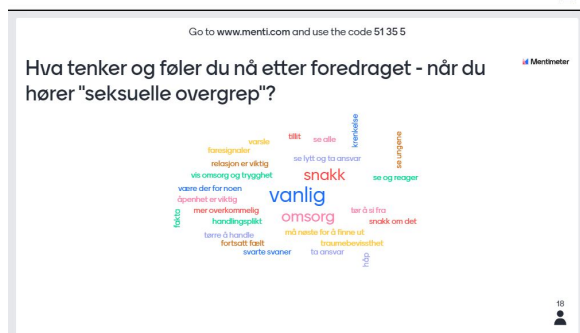 Go to www.menti.com and use the code 51 35 5
Mentimeter
Hva tenker og føler du nå etter foredraget - når du
hører "seksuelle overgrep"?
krenkelse
tillit
se alle
vanlie
se ungene
faresignaler
se lytt og ta ansvar
relasjon er viktig
snakk
vis omsorg og trygghet
se og reager
være der for noen
vanlig
åpenhet er viktig
mer overkommelig
omsorg
tør å si fra
fakta
handlingsplikt
snakk om det
må nøste for å finne ut
tørre å handle
fortsatt fælt
traumebevissthet
svarte svaner
ta ansvar
håp
18